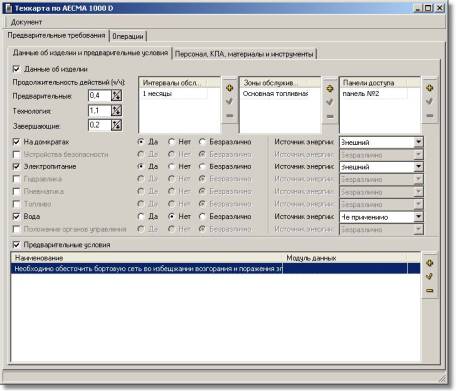 Теккарта по AECMA 1000 D
Документ
Предварительные требования Операции
Данные об изделии и предварительные условия Персонал, КПА, материалы и инструменты
Данные об изделии
Продолжительность действий (ч/ч):
Предварительные: 0,4
Технология: 1,1
Завершающие: 0,2
Интервалы обсл...
1 месяцы
Зоны обслужив...
Основная топливная
Панели доступа
панель №2
На домкратах Да Нет Безразлично Источник энергии: Внешний
Устройства безопасности Да Нет Безразлично Источник энергии: Безразлично
Электропитание Да Нет Безразлично Источник энергии: Внешний
Гидравлика Да Нет Безразлично Источник энергии: Безразлично
Пневматика Да Нет Безразлично Источник энергии: Безразлично
Топливо Да Нет Безразлично Источник энергии: Безразлично
Вода Да Нет Безразлично Источник энергии: Не применимо
Положение органов управления Да Нет Безразлично Источник энергии: Безразлично
Предварительные условия
Наименование Модуль данных
Необходимо обесточить бортовую сеть во избещжании возгорания и поражения эл